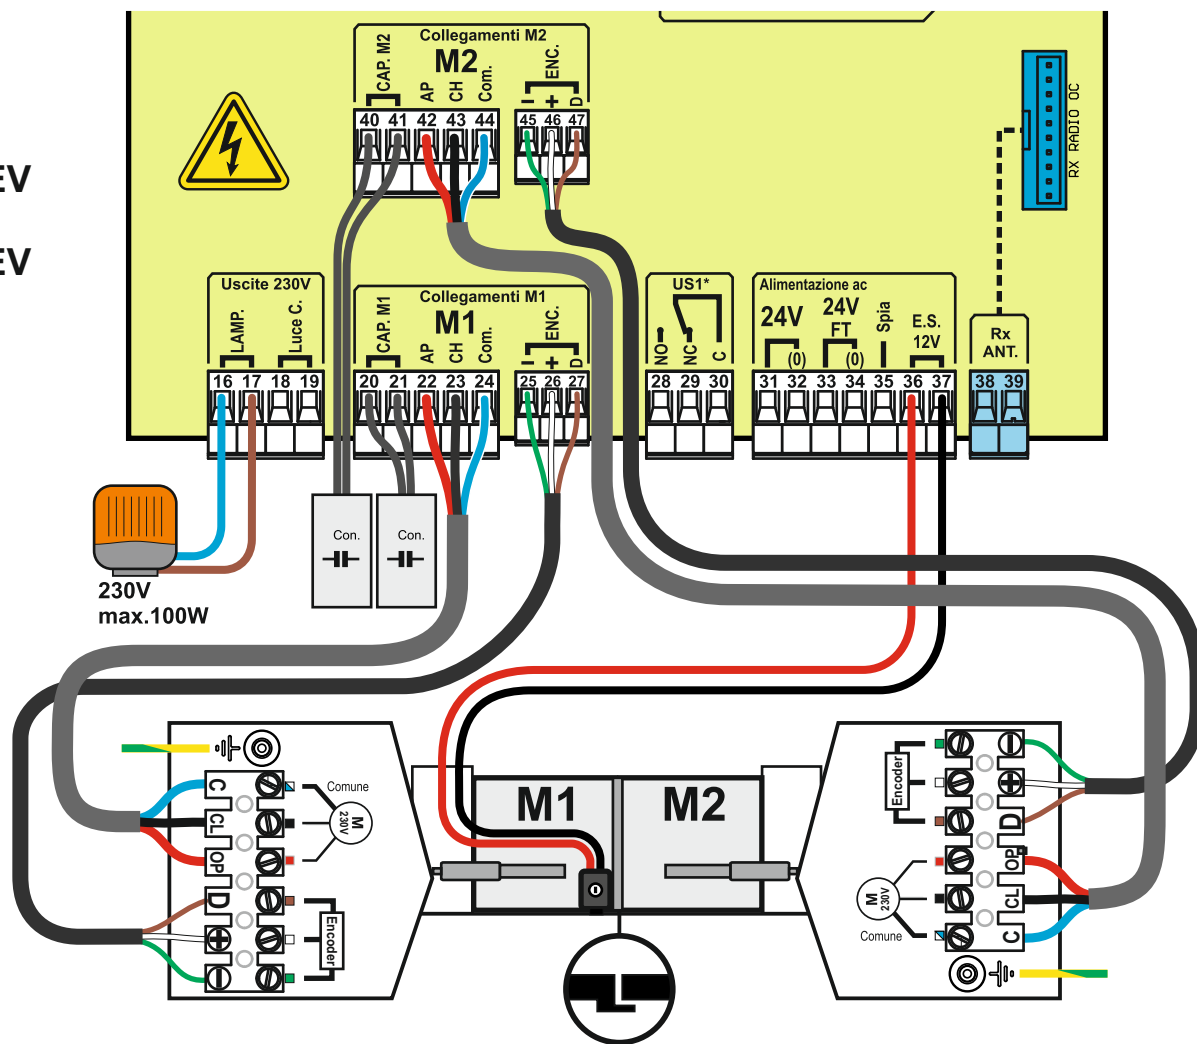 EV
EV
Collegamenti M2
M2
CAP. M2
AP
CH
Com.
ENC.
− + D
40 41 42 43 44
45 46 47
RX RADIO OC
Uscite 230V
LAMP.
Luce C.
16 17 18 19
Collegamenti M1
M1
CAP. M1
AP
CH
Com.
ENC.
− + D
20 21 22 23 24
25 26 27
US1*
NO
NC
C
28 29 30
Alimentazione ac
24V
(0)
24V
FT
(0)
Spia
E.S.
12V
31 32 33 34 35 36 37
Rx
ANT.
38 39
230V
max.100W
Con.
Con.
C
CL
OP
D
+
−
Comune
M
230V
Encoder
M1
M2
Encoder
−
+
D
OP
CL
C
M
230V
Comune